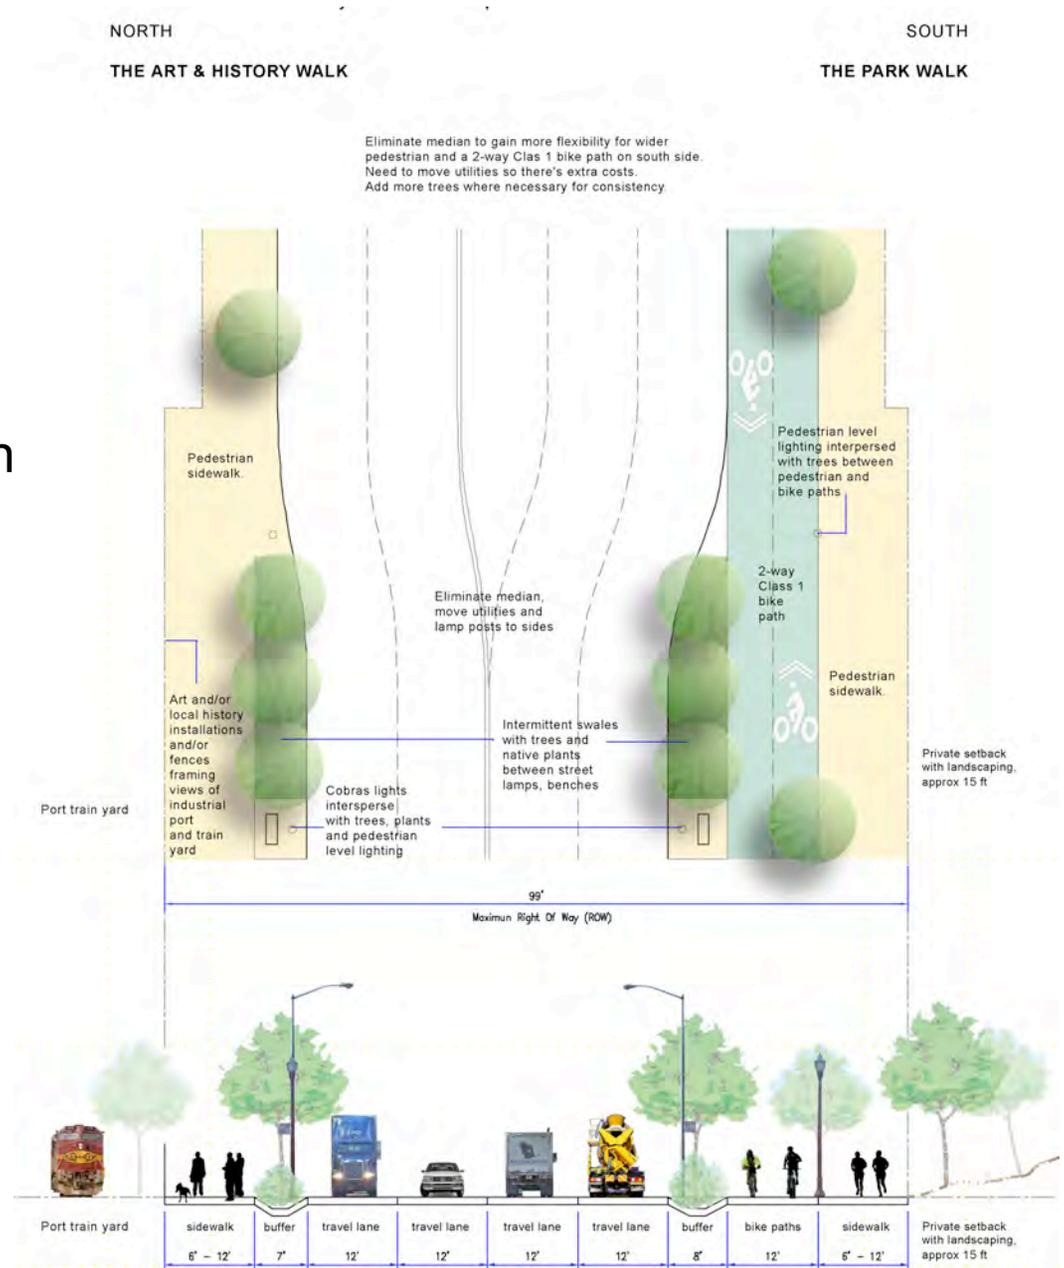 NORTH
SOUTH
THE ART & HISTORY WALK
THE PARK WALK
Eliminate median to gain more flexibility for wider
pedestrian and a 2-way Clas 1 bike path on south side.
Need to move utilities so there's extra costs.
Add more trees where necessary for consistency.
n
Pedestrian
sidewalk.
Pedestrian level
lighting interpersed
with trees between
pedestrian and
bike paths
2-way
Class 1
bike
path
Eliminate median,
move utilities and
lamp posts to sides
Pedestrian
sidewalk.
Art and/or
local history
installations
and/or
fences
framing
views of
industrial
port
and train
yard
Intermittent swales
with trees and
native plants
between street
lamps, benches
Private setback
with landscaping,
approx 15 ft
Port train yard
Cobras lights
intersperse
with trees, plants
and pedestrian
level lighting
99'
Maximun Right Of Way (ROW)
Port train yard
sidewalk
buffer
travel lane
travel lane
travel lane
travel lane
buffer
bike paths
sidewalk
Private setback
with landscaping,
approx 15 ft
6' - 12'
7'
12'
12'
12'
12'
8'
12'
6' - 12'